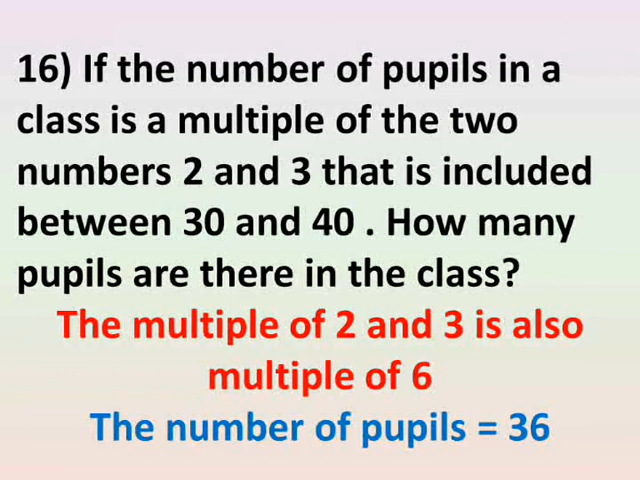 16) If the number of pupils in a
class is a multiple of the two
numbers 2 and 3 that is included
between 30 and 40 . How many
pupils are there in the class?
The multiple of 2 and 3 is also
multiple of 6
The number of pupils = 36